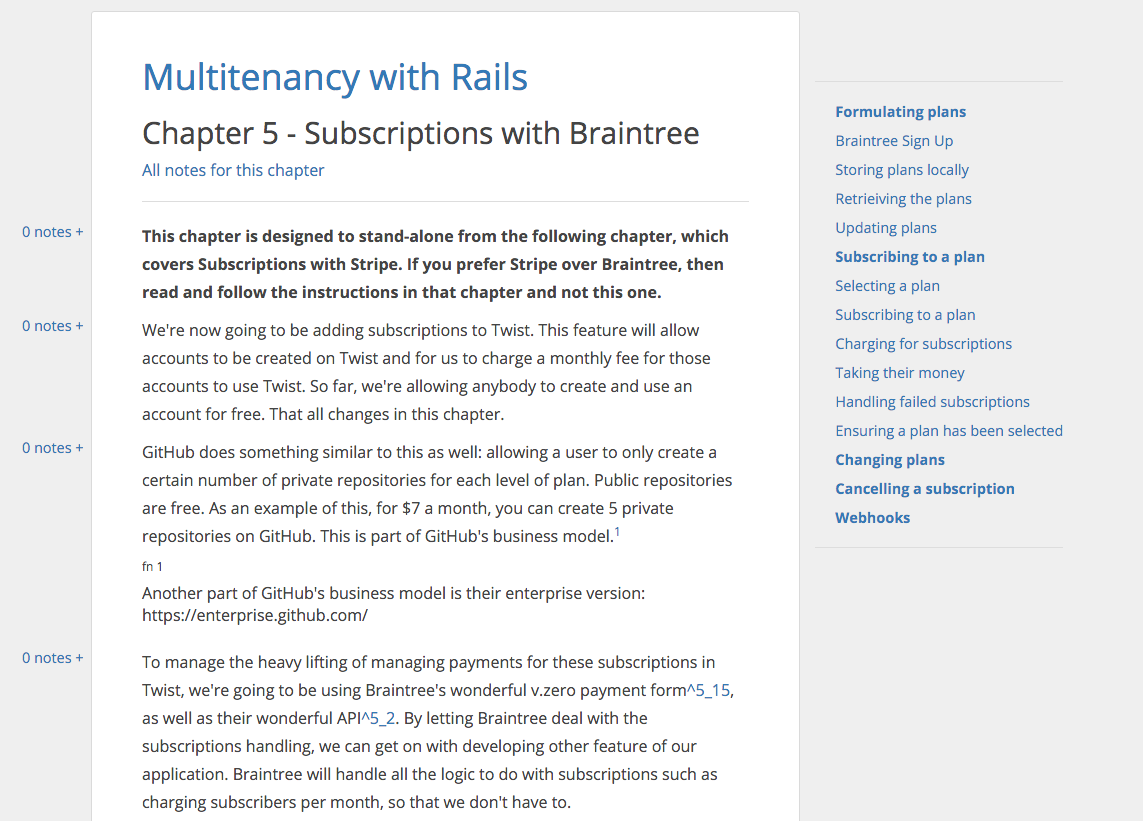 Multitenancy with Rails
Chapter 5 - Subscriptions with Braintree
All notes for this chapter
0 notes +
This chapter is designed to stand-alone from the following chapter, which
covers Subscriptions with Stripe. If you prefer Stripe over Braintree, then
read and follow the instructions in that chapter and not this one.
0 notes +
We're now going to be adding subscriptions to Twist. This feature will allow
accounts to be created on Twist and for us to charge a monthly fee for those
accounts to use Twist. So far, we're allowing anybody to create and use an
account for free. That all changes in this chapter.
0 notes +
GitHub does something similar to this as well: allowing a user to only create a
certain number of private repositories for each level of plan. Public repositories
are free. As an example of this, for $7 a month, you can create 5 private
repositories on GitHub. This is part of GitHub's business model.1
fn 1
Another part of GitHub's business model is their enterprise version:
https://enterprise.github.com/
0 notes +
To manage the heavy lifting of managing payments for these subscriptions in
Twist, we're going to be using Braintree's wonderful v.zero payment form^5_15,
as well as their wonderful API^5_2. By letting Braintree deal with the
subscriptions handling, we can get on with developing other feature of our
application. Braintree will handle all the logic to do with subscriptions such as
charging subscribers per month, so that we don't have to.
Formulating plans
Braintree Sign Up
Storing plans locally
Retrieiving the plans
Updating plans
Subscribing to a plan
Selecting a plan
Subscribing to a plan
Charging for subscriptions
Taking their money
Handling failed subscriptions
Ensuring a plan has been selected
Changing plans
Cancelling a subscription
Webhooks